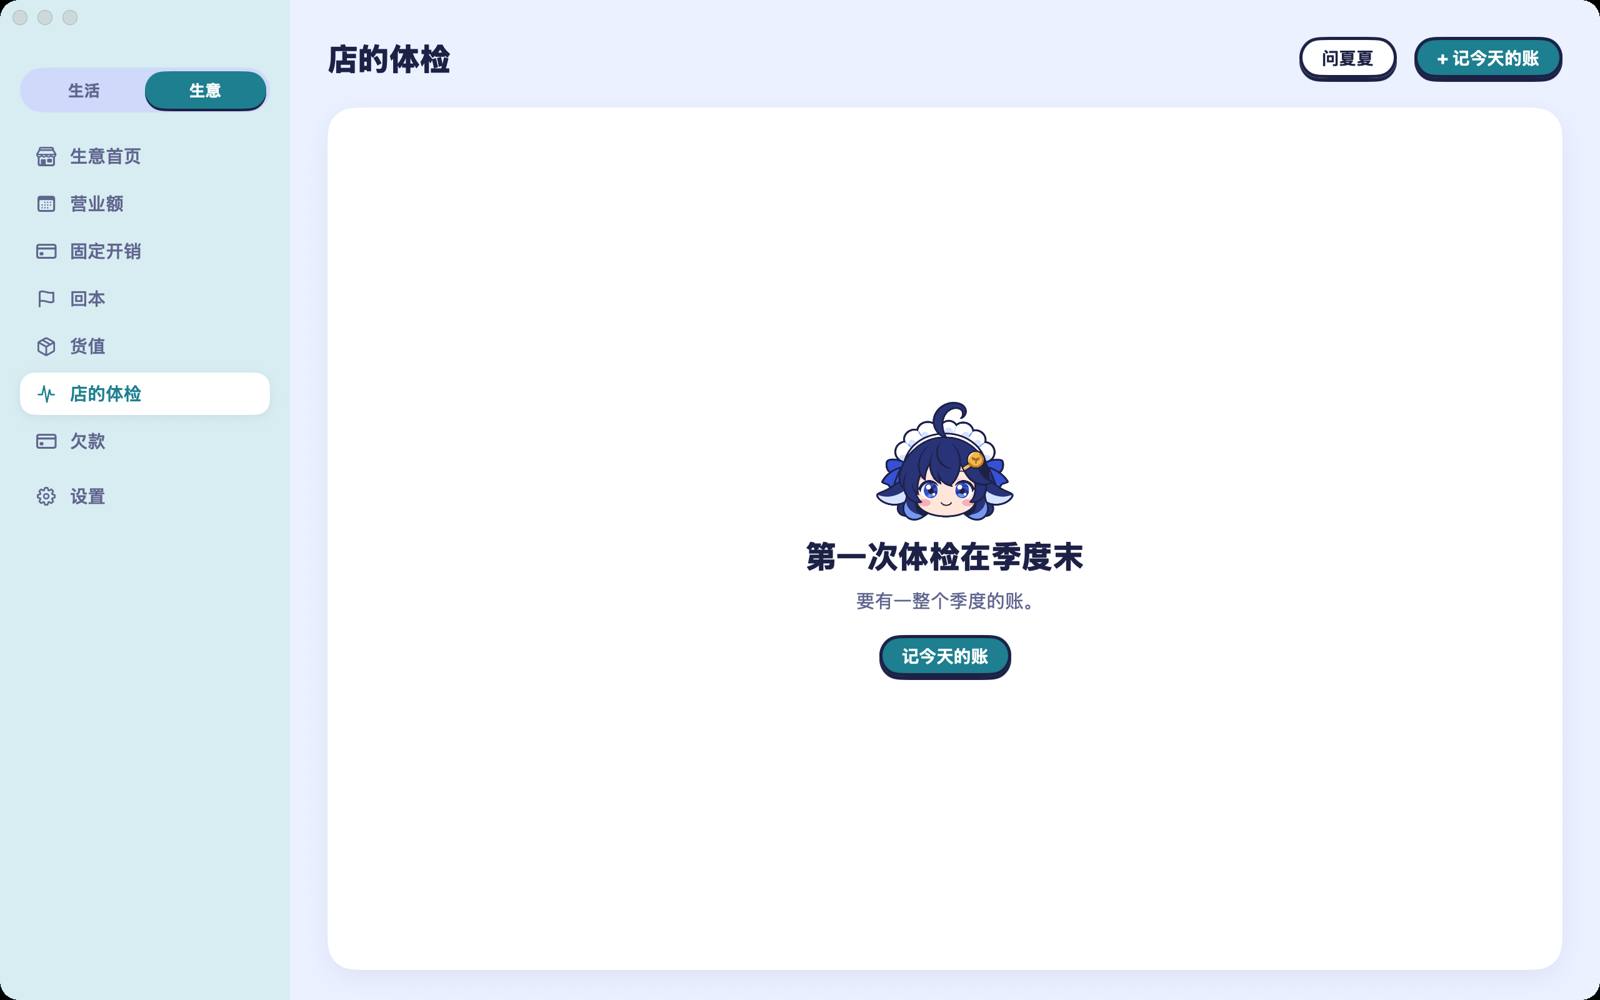 生活
生意
生意首页
营业额
固定开销
回本
货值
店的体检
欠款
设置
店的体检
问夏夏
+ 记今天的账
第一次体检在季度末
要有一整个季度的账。
记今天的账